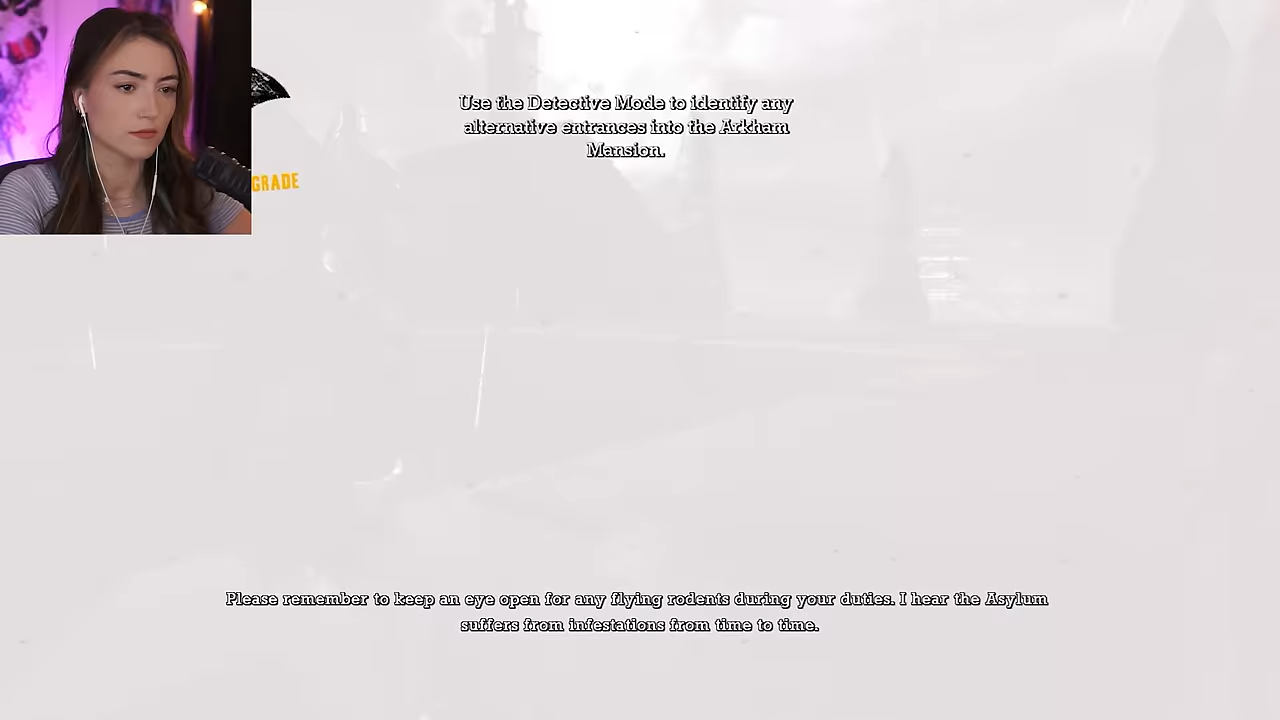 Use the Detective Mode to identify any
alternative entrances into the Arkham
Mansion.
GRADE
Please remember to keep an eye open for any flying rodents during your duties. I hear the Asylum
suffers from infestations from time to time.